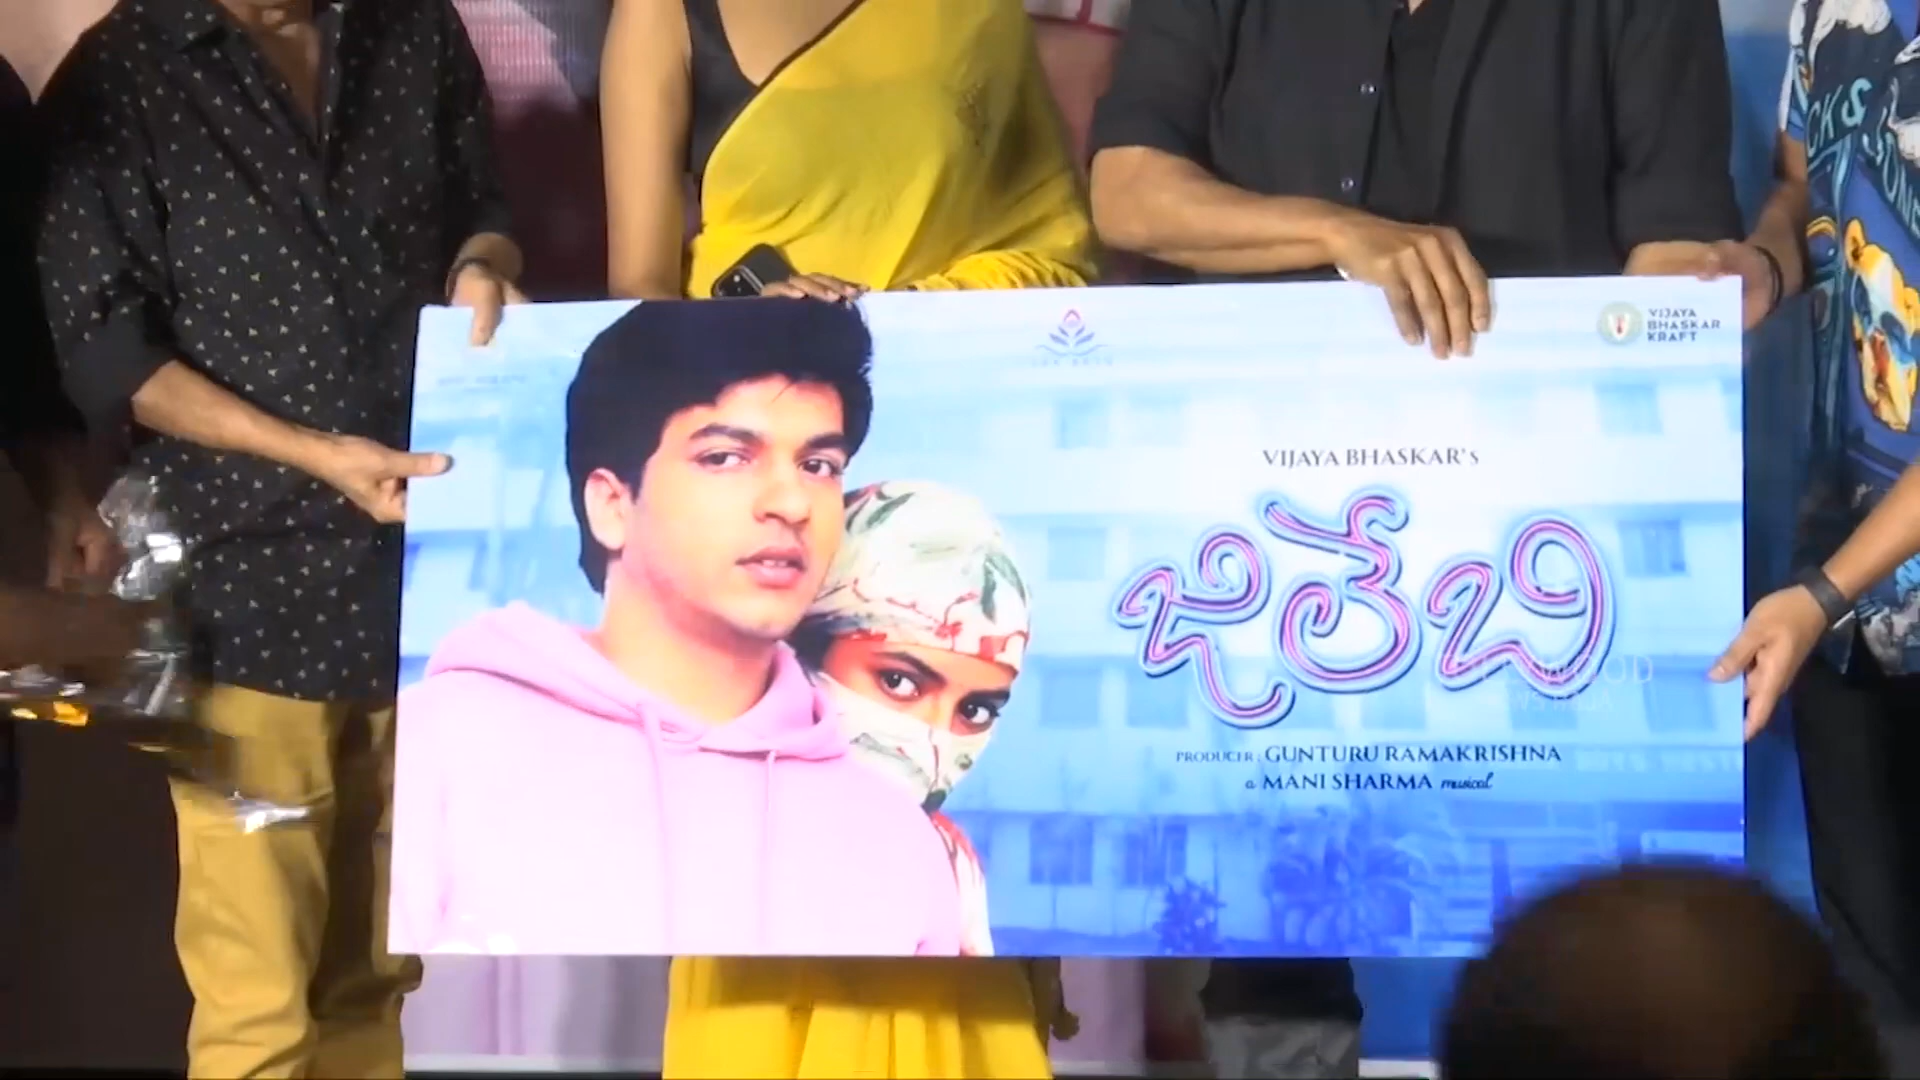 VIJAYA
BHASKAR
KRAFT
VIJAYA BHASKAR's
జిలేబి
PRODUCER : GUNTURU RAMAKRISHNA
a MANI SHARMA musical